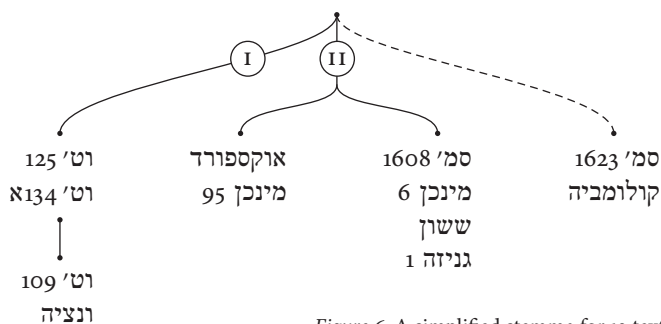 I
II
וט׳ 125
וט׳ 134א
וט׳ 109
ונציה
אוקספורד
מינכן 95
סמ׳ 1608
מינכן 6
ששון
גניזה 1
סמ׳ 1623
קולומביה
Figure 6. A simplified stemma for